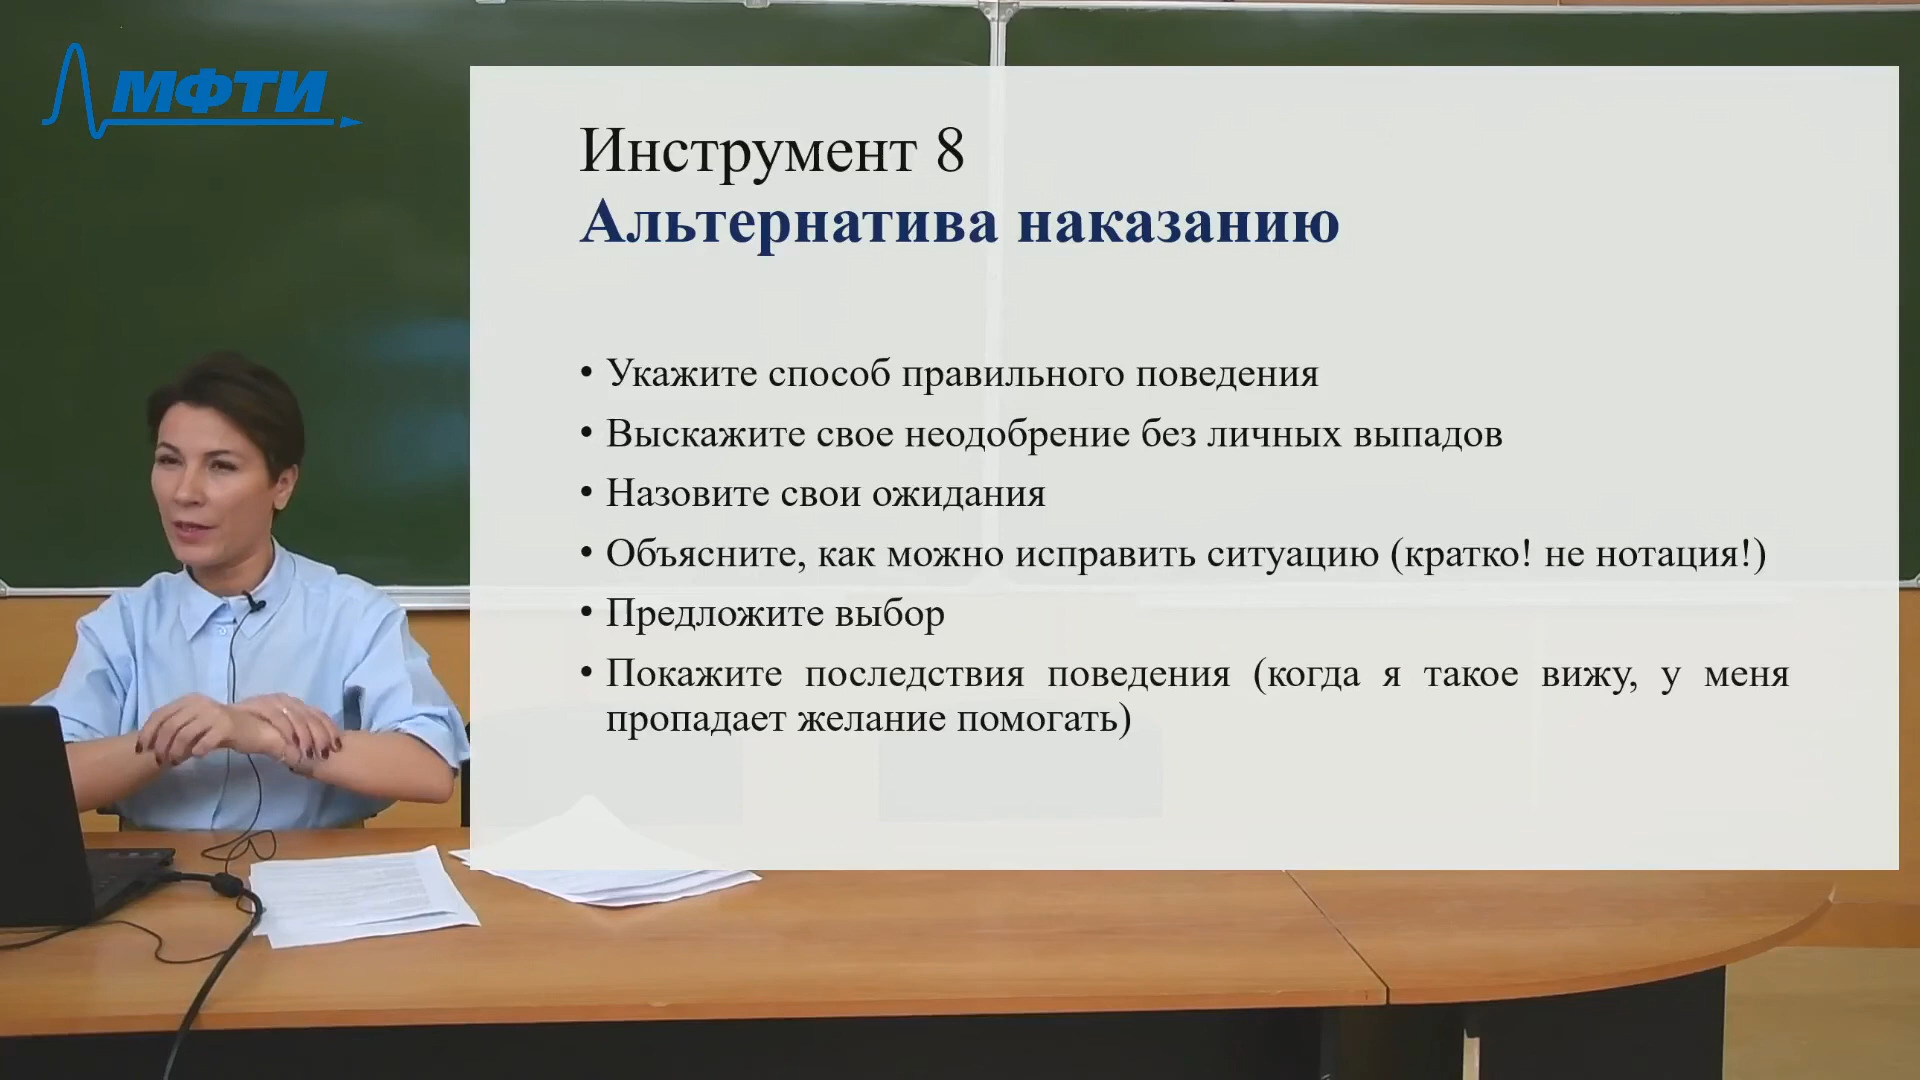 МФТИ
Инструмент 8
Альтернатива наказанию
• Укажите способ правильного поведения
• Выскажите свое неодобрение без личных выпадов
• Назовите свои ожидания
• Объясните, как можно исправить ситуацию (кратко! не нотация!)
• Предложите выбор
• Покажите последствия поведения (когда я такое вижу, у меня
пропадает желание помогать)